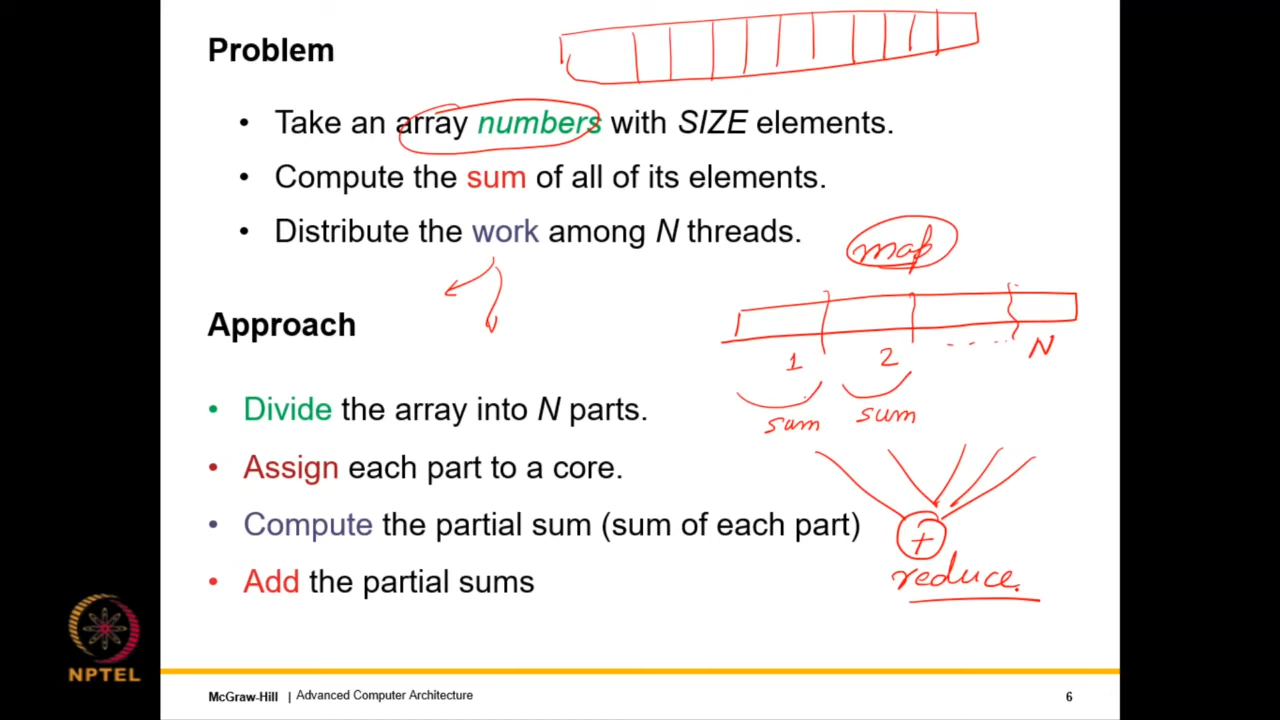 Problem
• Take an array numbers with SIZE elements.
• Compute the sum of all of its elements.
• Distribute the work among N threads.
map
Approach
1 2 ..... N
• Divide the array into N parts.
sum sum
• Assign each part to a core.
• Compute the partial sum (sum of each part)
+
• Add the partial sums
reduce.
NPTEL
McGraw-Hill | Advanced Computer Architecture
6